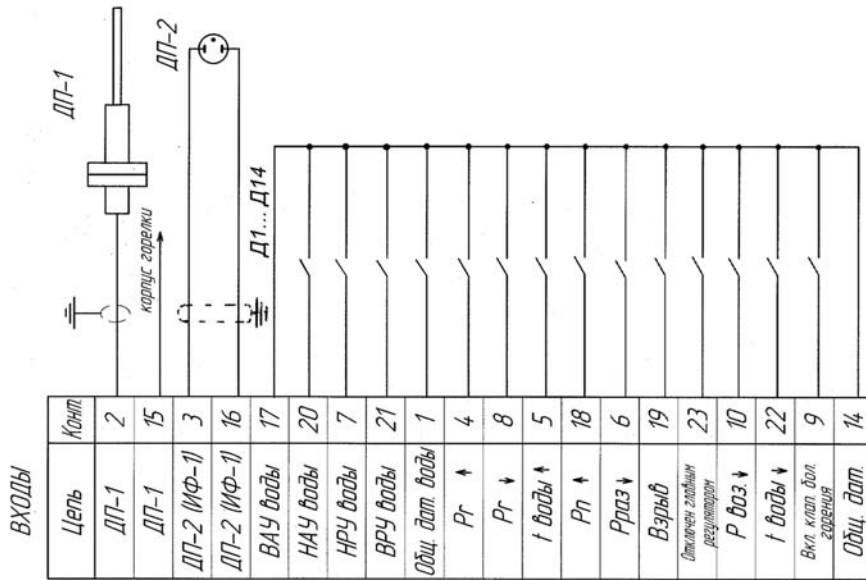 ВХОДЫ
Цепь Конт.
ДП-1 2
ДП-1 15
ДП-2 (ИФ-1) 3
ДП-2 (ИФ-1) 16
ВАУ воды 17
НАУ воды 20
НРУ воды 7
ВРУ воды 21
Общ. дат. воды 1
Рг ↑ 4
Рг ↓ 8
t воды ↑ 5
Рп ↑ 18
Рраз ↓ 6
Взрыв 19
Отключен главным
регулятором 23
Р воз. ↓ 10
t воды ↓ 22
Вкл. клап. бол.
горения 9
Общ. дат. 14
ДП-1
корпус горелки
ДП-2
Д1... Д14